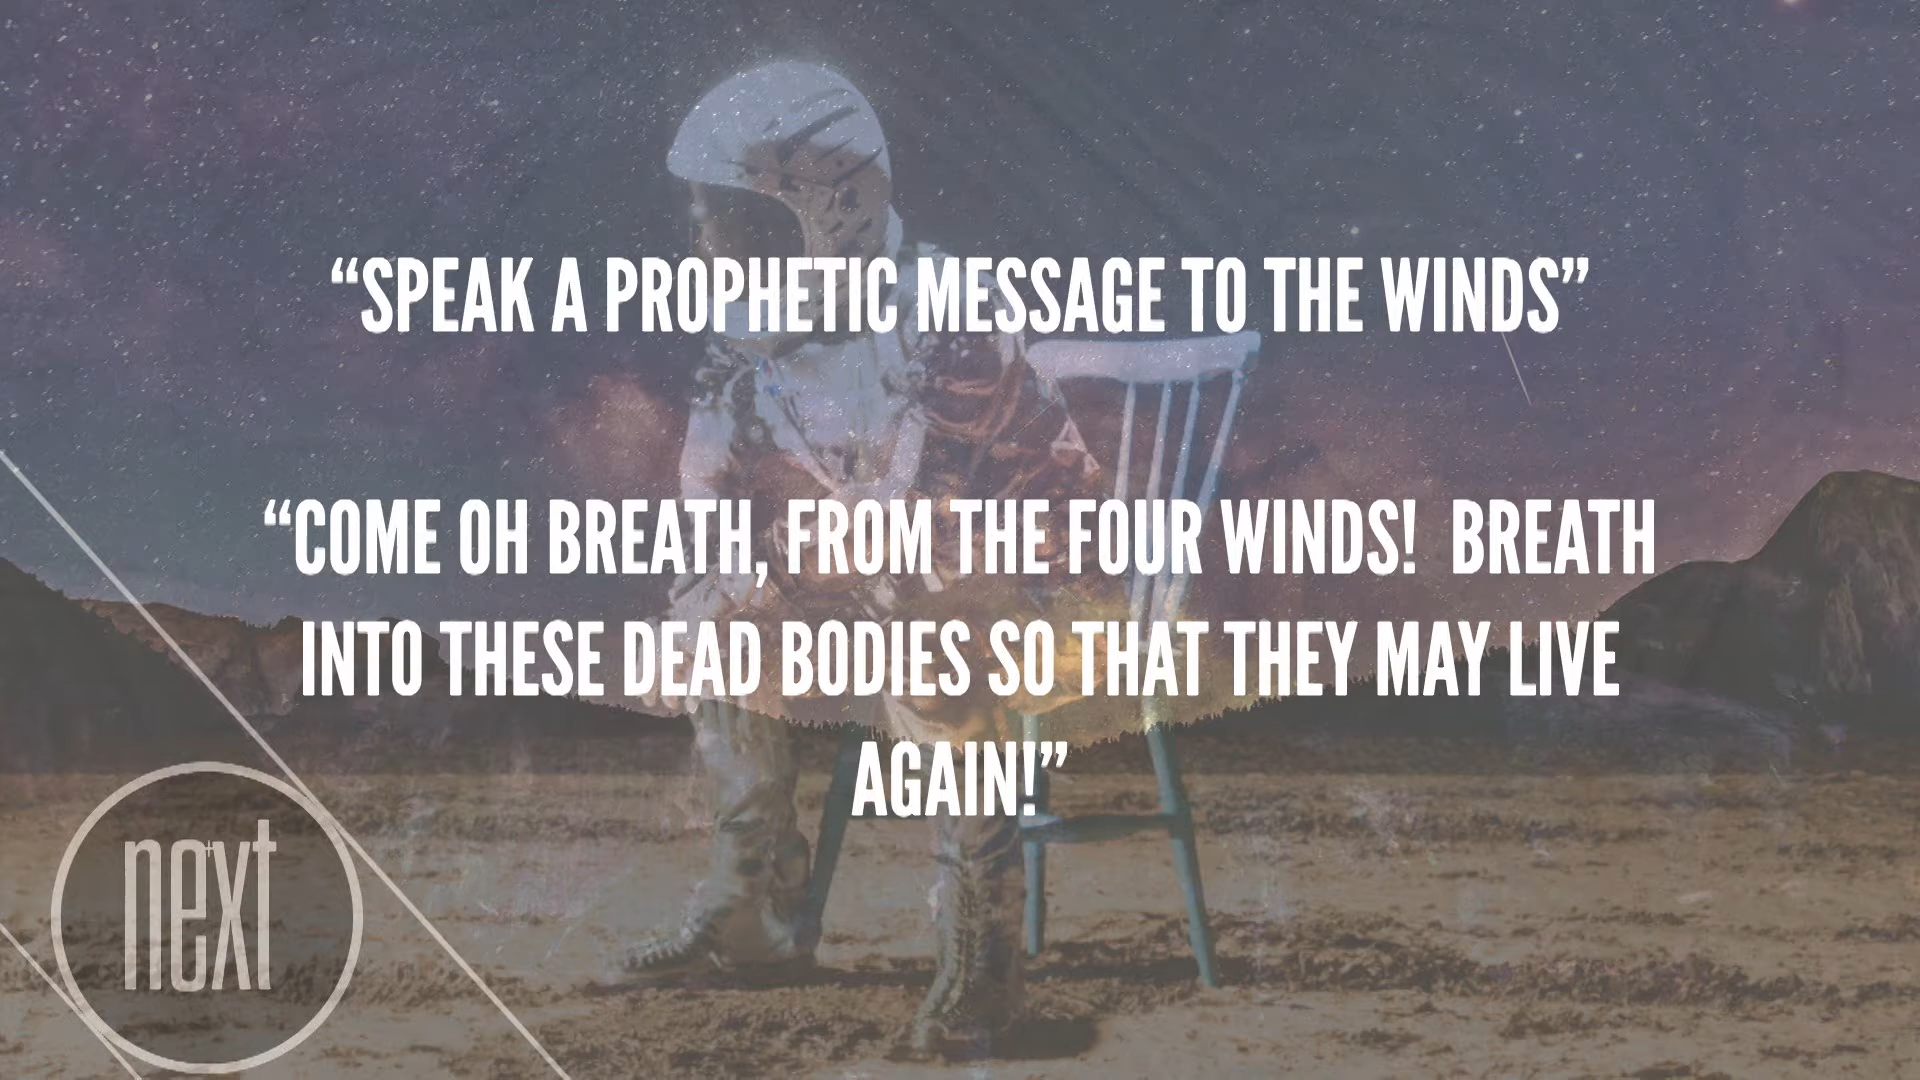 “SPEAK A PROPHETIC MESSAGE TO THE WINDS”
“COME OH BREATH, FROM THE FOUR WINDS!  BREATH
INTO THESE DEAD BODIES SO THAT THEY MAY LIVE
AGAIN!”
next